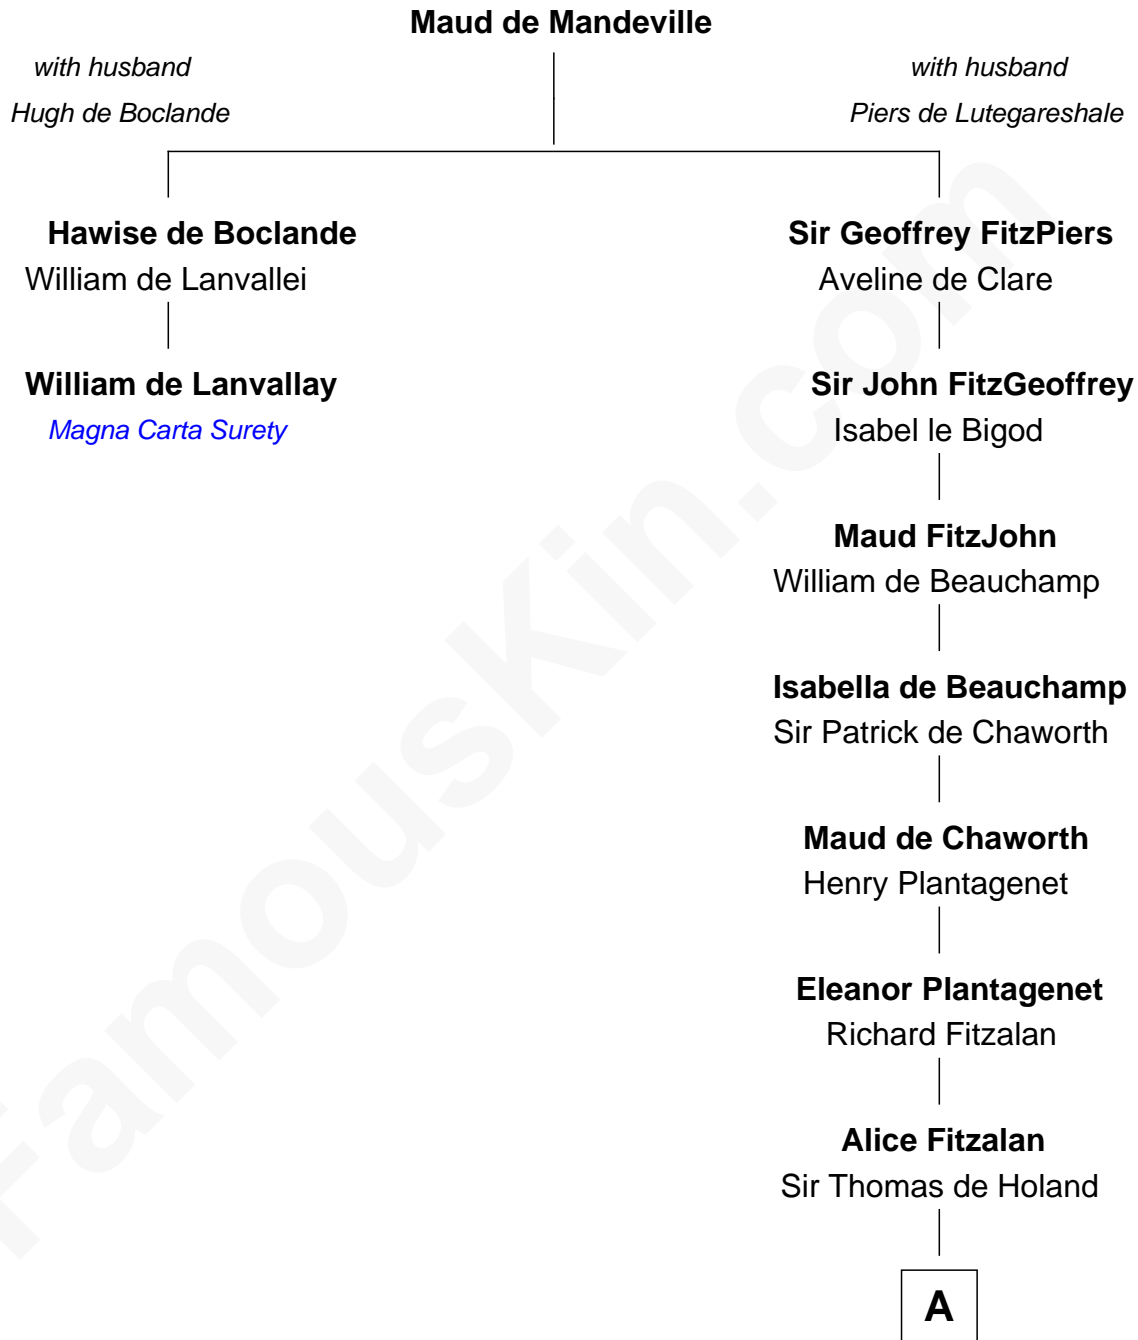 Maud de Mandeville
with husband
Hugh de Boclande
with husband
Piers de Lutegareshale
Hawise de Boclande
William de Lanvallei
Sir Geoffrey FitzPiers
Aveline de Clare
William de Lanvallay
Magna Carta Surety
Sir John FitzGeoffrey
Isabel le Bigod
Maud FitzJohn
William de Beauchamp
Isabella de Beauchamp
Sir Patrick de Chaworth
Maud de Chaworth
Henry Plantagenet
Eleanor Plantagenet
Richard Fitzalan
Alice Fitzalan
Sir Thomas de Holand
A
FamousKin.com